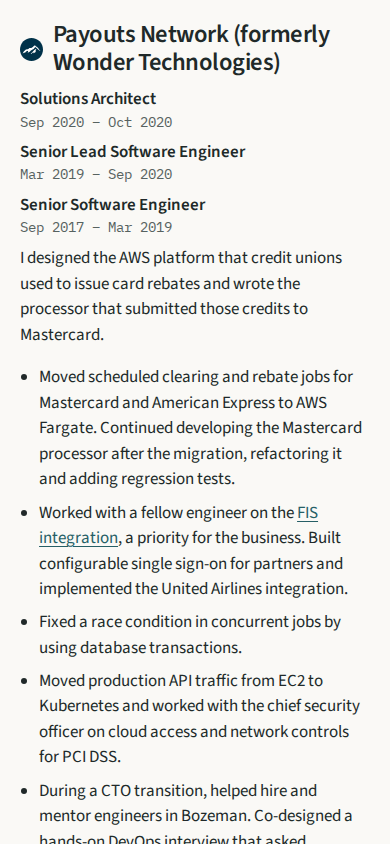 Payouts Network (formerly
Wonder Technologies)
Solutions Architect
Sep 2020 – Oct 2020
Senior Lead Software Engineer
Mar 2019 – Sep 2020
Senior Software Engineer
Sep 2017 – Mar 2019
I designed the AWS platform that credit unions
used to issue card rebates and wrote the
processor that submitted those credits to
Mastercard.
• Moved scheduled clearing and rebate jobs for
Mastercard and American Express to AWS
Fargate. Continued developing the Mastercard
processor after the migration, refactoring it
and adding regression tests.
• Worked with a fellow engineer on the FIS
integration, a priority for the business. Built
configurable single sign-on for partners and
implemented the United Airlines integration.
• Fixed a race condition in concurrent jobs by
using database transactions.
• Moved production API traffic from EC2 to
Kubernetes and worked with the chief security
officer on cloud access and network controls
for PCI DSS.
• During a CTO transition, helped hire and
mentor engineers in Bozeman. Co-designed a
hands-on DevOps interview that asked